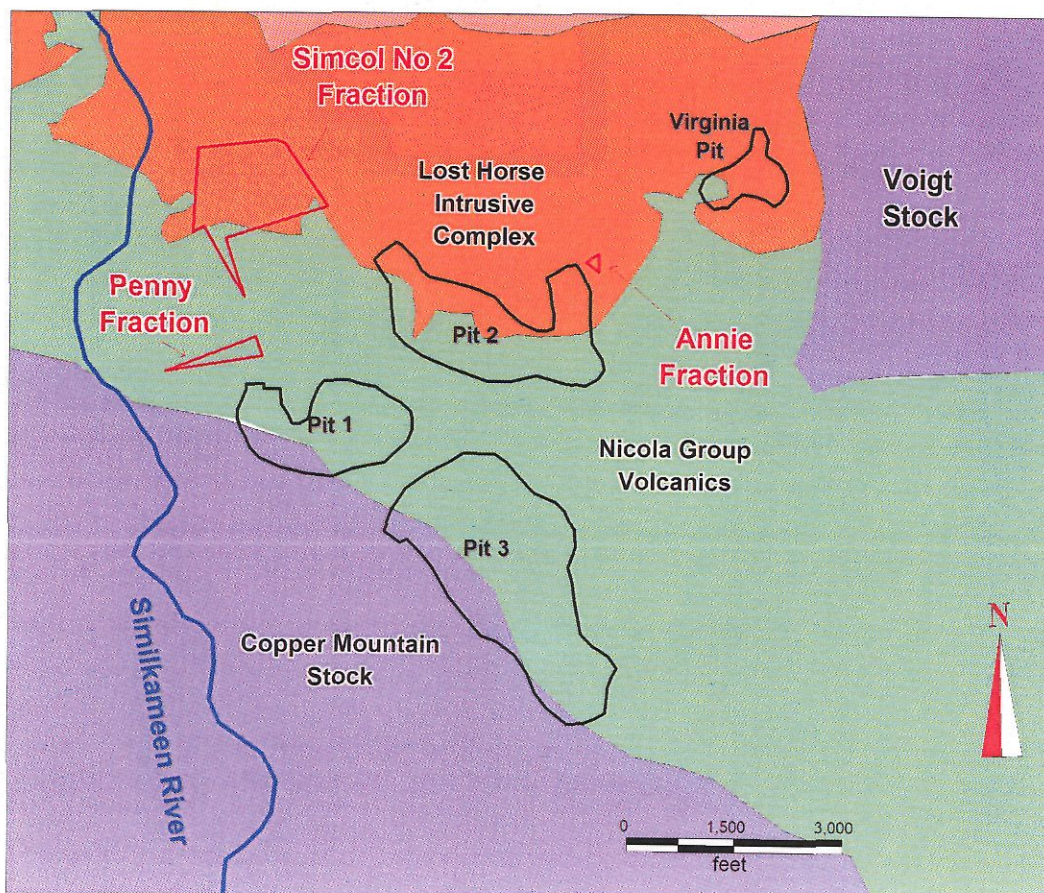 Simcol No 2
Fraction
Virginia
Pit
Lost Horse
Intrusive
Complex
Voigt
Stock
Penny
Fraction
Pit 2
Annie
Fraction
Pit 1
Nicola Group
Volcanics
Pit 3
Similkameen River
Copper Mountain
Stock
N
0 1,500 3,000
feet